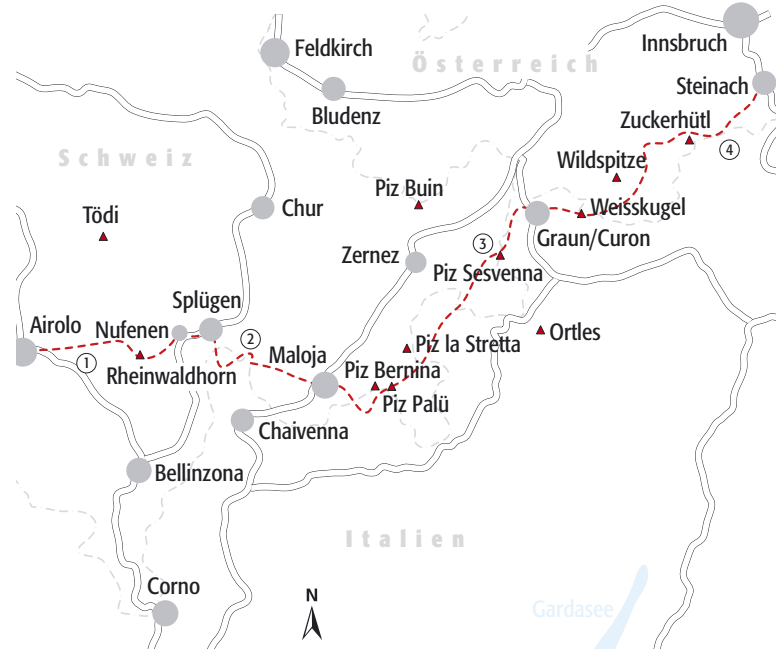 Innsbruch
Feldkirch
Österreich
Steinach
Bludenz
Zuckerhütl
4
Schweiz
Wildspitze
Piz Buin
Tödi
Chur
Weisskugel
Graun/Curon
3
Zernez
Piz Sesvenna
Splügen
Airolo
Nufenen
2
Ortles
1
Maloja
Piz la Stretta
Rheinwaldhorn
Piz Bernina
Piz Palü
Chaivenna
Bellinzona
Italien
Corno
N
Gardasee